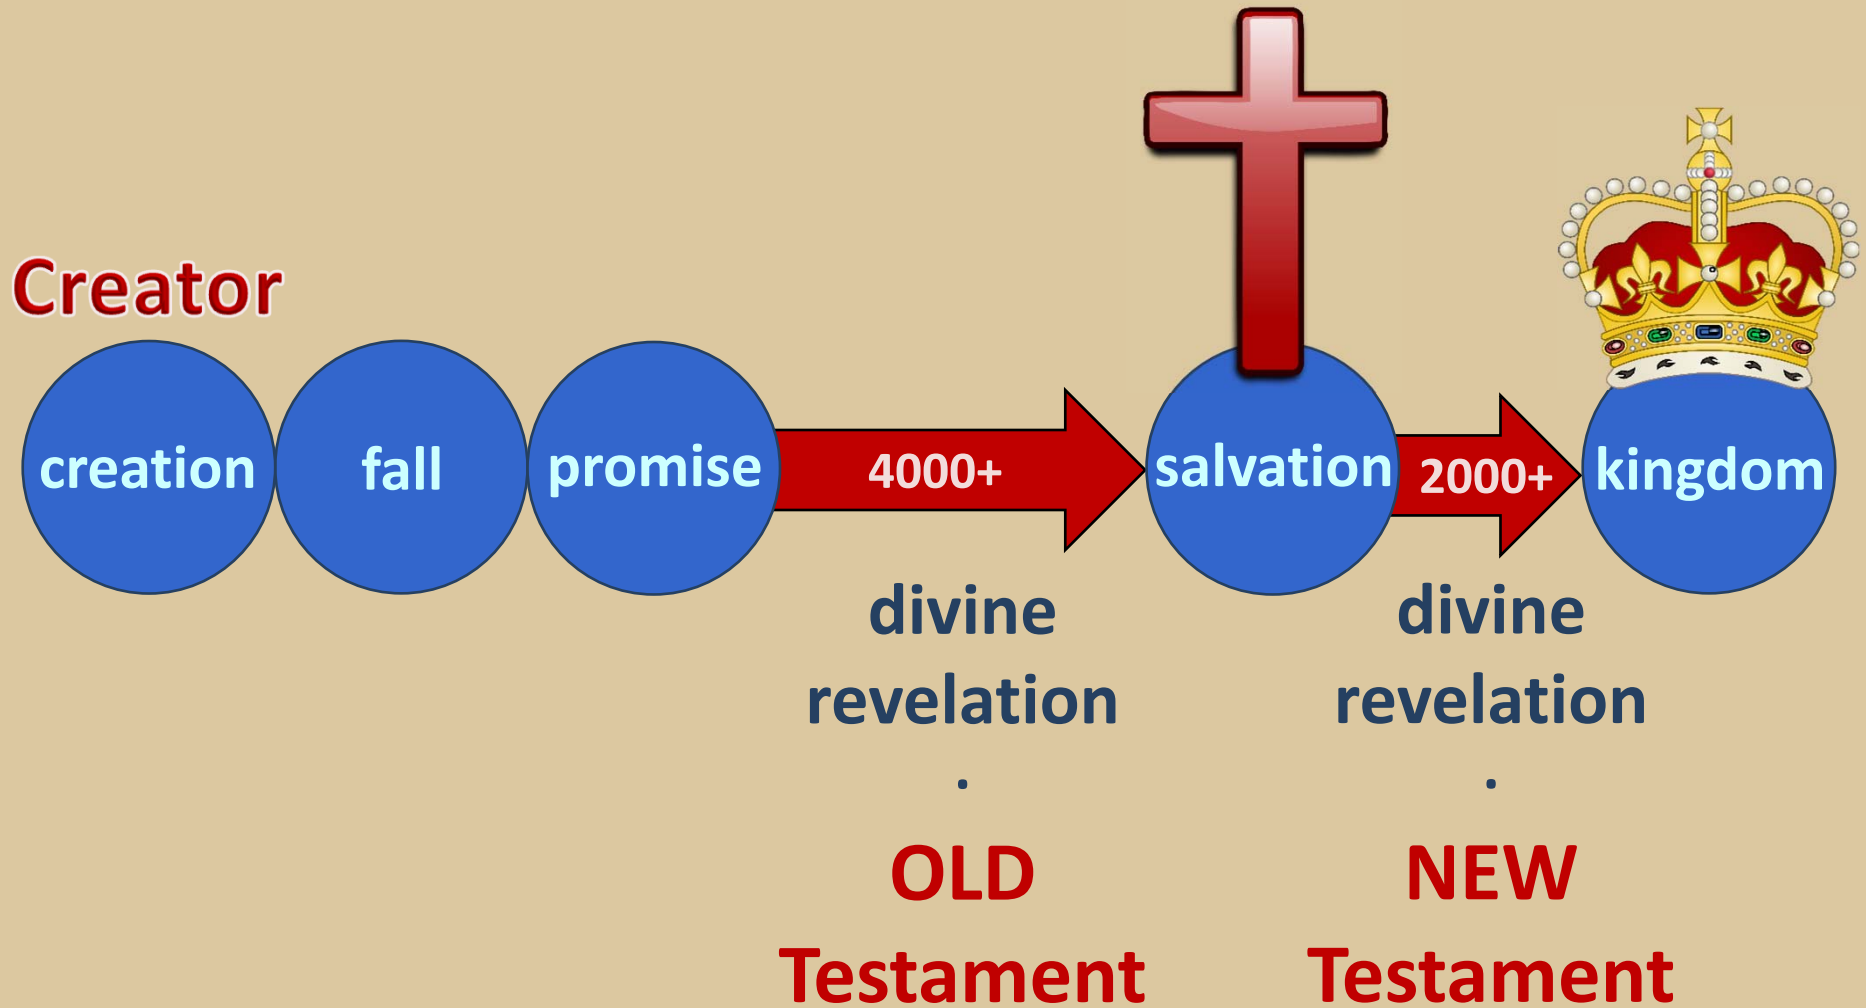 Creator
creation fall promise 4000+ salvation 2000+ kingdom
divine
revelation
.
OLD
Testament
divine
revelation
.
NEW
Testament